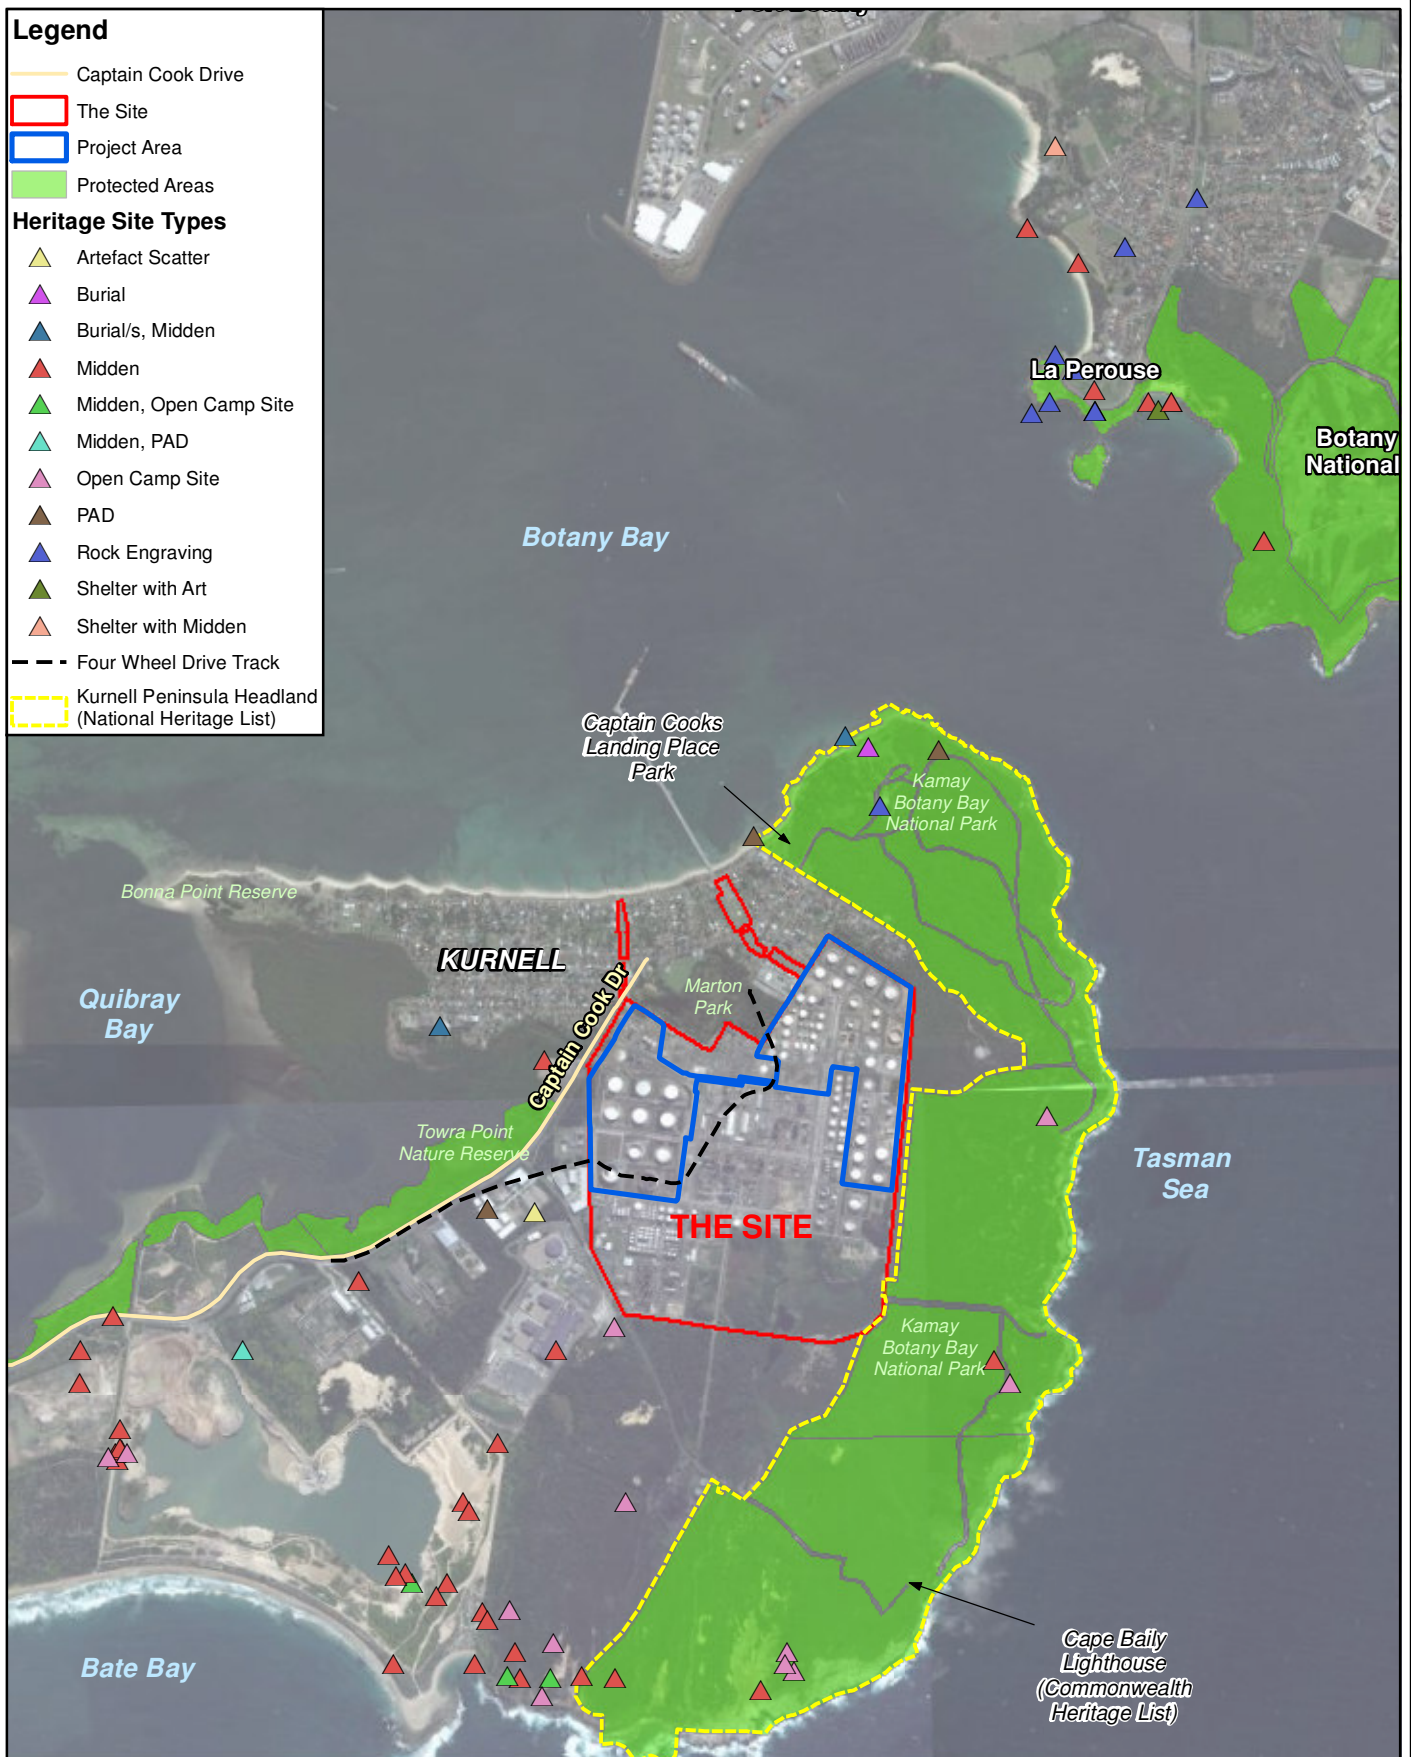 Legend
Captain Cook Drive
The Site
Project Area
Protected Areas
Heritage Site Types
Artefact Scatter
Burial
Burial/s, Midden
Midden
Midden, Open Camp Site
Midden, PAD
Open Camp Site
PAD
Rock Engraving
Shelter with Art
Shelter with Midden
Four Wheel Drive Track
Kurnell Peninsula Headland
(National Heritage List)
La Perouse
Botany
National
Botany Bay
Captain Cooks
Landing Place
Park
Kamay
Botany Bay
National Park
Bonna Point Reserve
KURNELL
Captain Cook Dr
Marton
Park
Quibray
Bay
Towra Point
Nature Reserve
Tasman
Sea
THE SITE
Kamay
Botany Bay
National Park
Bate Bay
Cape Baily
Lighthouse
(Commonwealth
Heritage List)